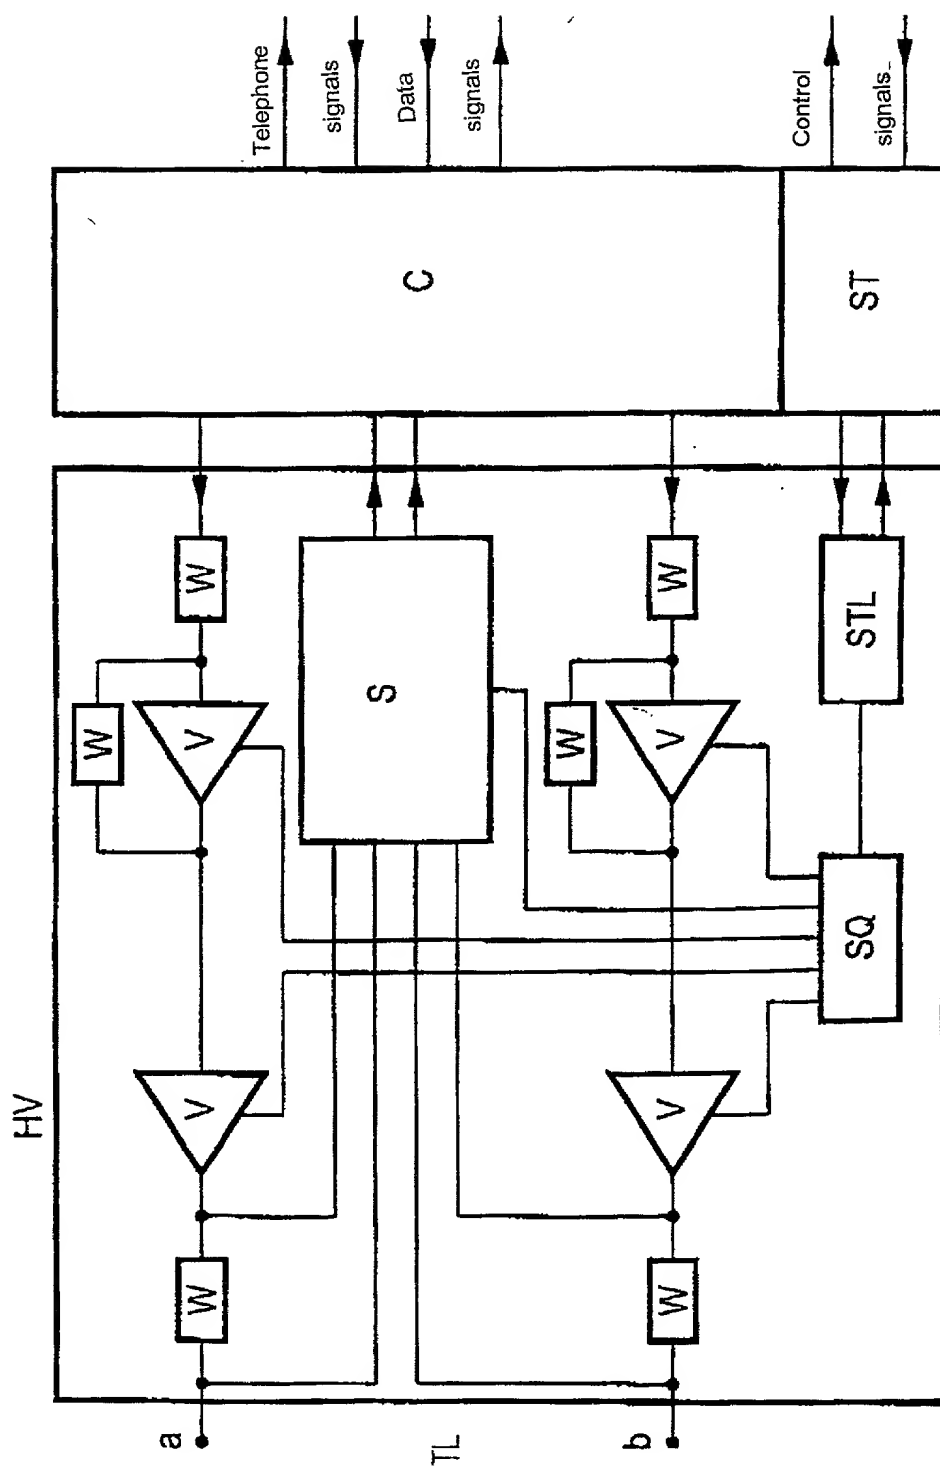 HV
W
a W V V W
Telephone
signals
S
Data
C
TL
signals
W
b W V V W
Control
SQ STL ST
signals